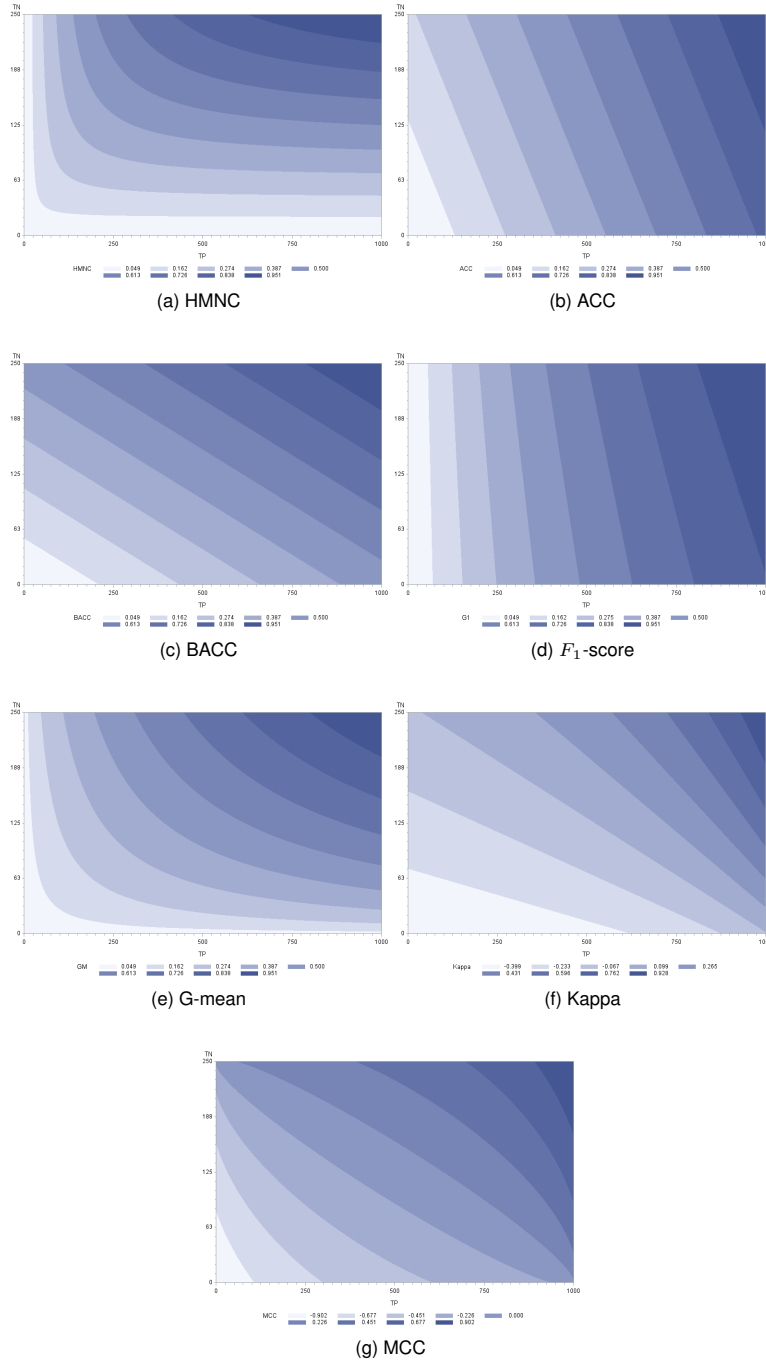 TN
250
188
125
63
0
0 250 500 750 1000
TP
HMNC 0.049 0.162 0.274 0.387 0.500
0.613 0.726 0.838 0.951
(a) HMNC
TN
250
188
125
63
0
0 250 500 750 10
TP
ACC 0.049 0.162 0.274 0.387 0.500
0.613 0.726 0.838 0.951
(b) ACC
TN
250
188
125
63
0
0 250 500 750 1000
TP
BACC 0.049 0.162 0.274 0.387 0.500
0.613 0.726 0.838 0.951
(c) BACC
TN
250
188
125
63
0
0 250 500 750 10
TP
G1 0.049 0.162 0.275 0.387 0.500
0.613 0.726 0.838 0.951
(d) F1-score
TN
250
188
125
63
0
0 250 500 750 1000
TP
GM 0.049 0.162 0.274 0.387 0.500
0.613 0.726 0.838 0.951
(e) G-mean
TN
250
188
125
63
0
0 250 500 750 10
TP
Kappa -0.399 -0.233 -0.067 0.099 0.265
0.431 0.596 0.762 0.928
(f) Kappa
TN
250
188
125
63
0
0 250 500 750 1000
TP
MCC -0.902 -0.677 -0.451 -0.226 0.000
0.226 0.451 0.677 0.902
(g) MCC